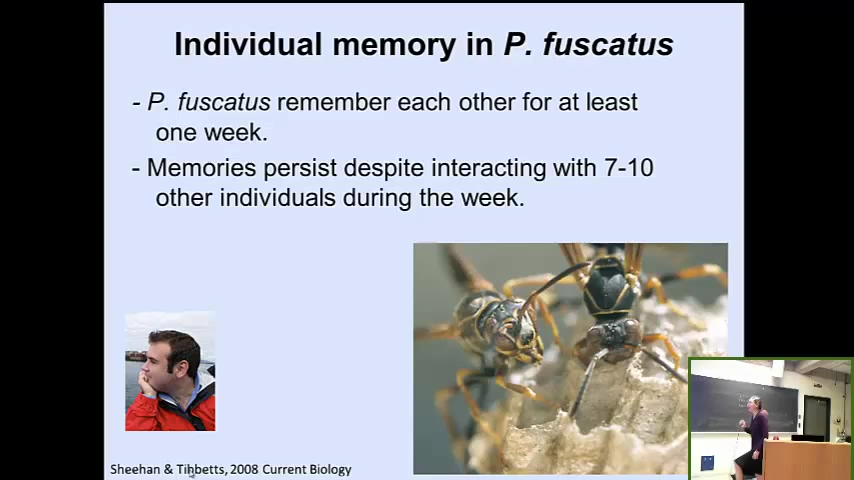 Individual memory in P. fuscatus
- P. fuscatus remember each other for at least
one week.
- Memories persist despite interacting with 7-10
other individuals during the week.
Sheehan & Tibbetts, 2008 Current Biology